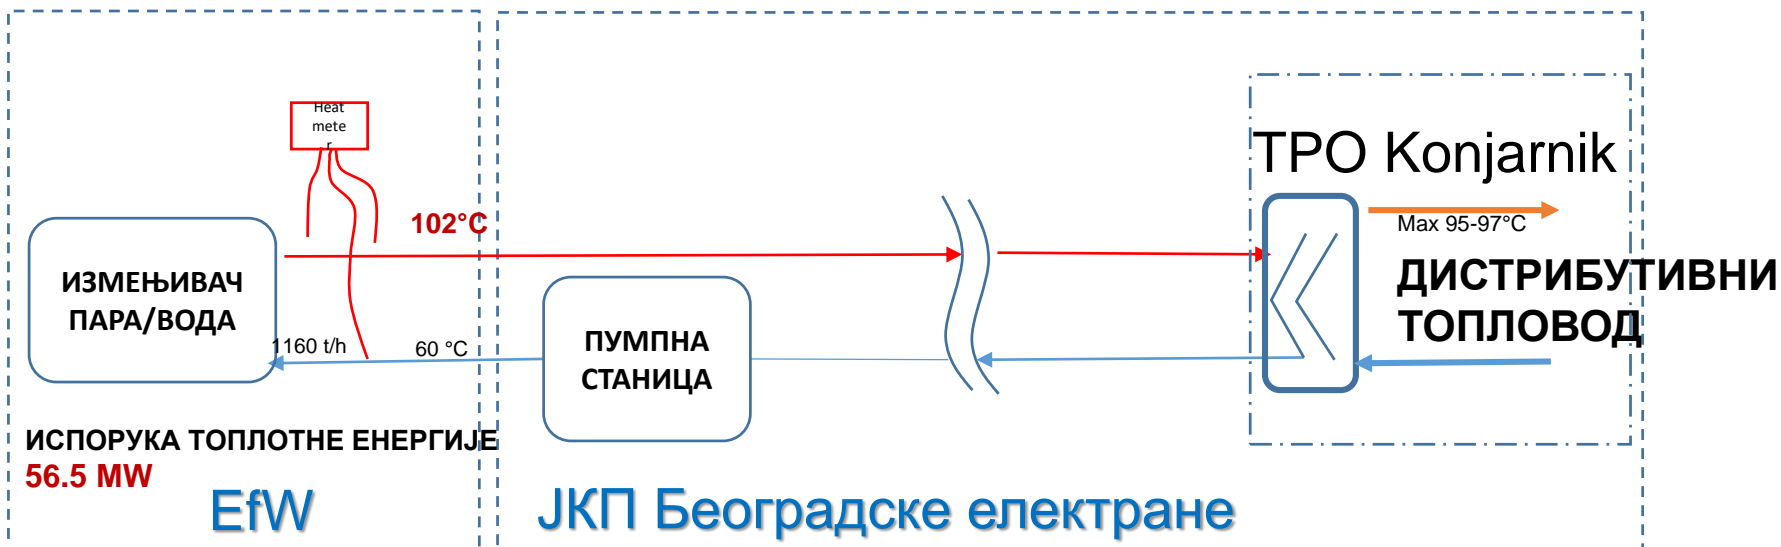 Heat
mete
r
TPO Konjarnik
102°C
Max 95-97°C
ИЗМЕЊИВАЧ
ПАРА/ВОДА
ДИСТРИБУТИВНИ
ТОПЛОВОД
1160 t/h
60 °C
ПУМПНА
СТАНИЦА
ИСПОРУКА ТОПЛОТНЕ ЕНЕРГИЈЕ
56.5 MW
EfW
ЈКП Београдске електране